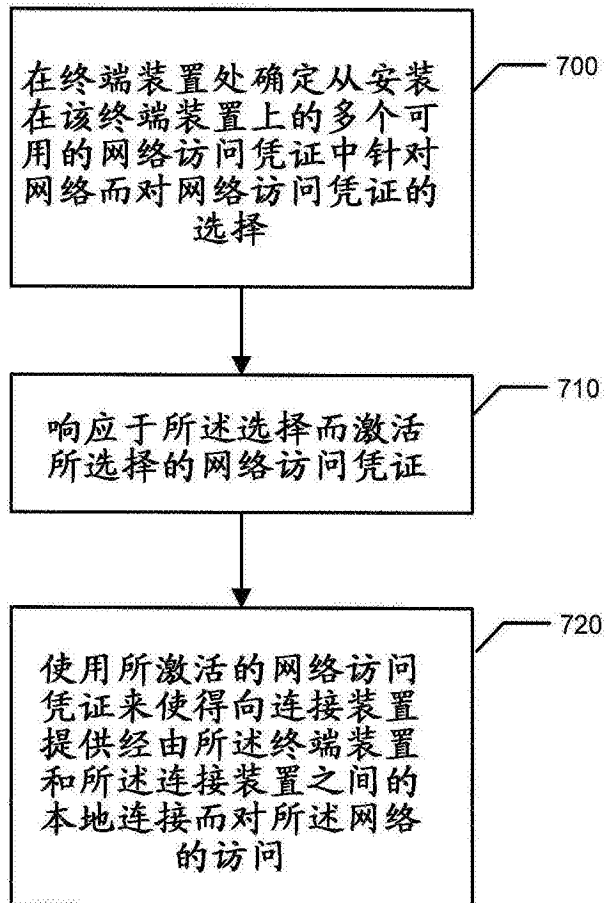 在终端装置处确定从安装
在该终端装置上的多个可
用的网络访问凭证中针对
网络而对网络访问凭证的
选择
700
响应于所述选择而激活
所选择的网络访问凭证
710
使用所激活的网络访问
凭证来使得向连接装置
提供经由所述终端装置
和所述连接装置之间的
本地连接而对所述网络
的访问
720